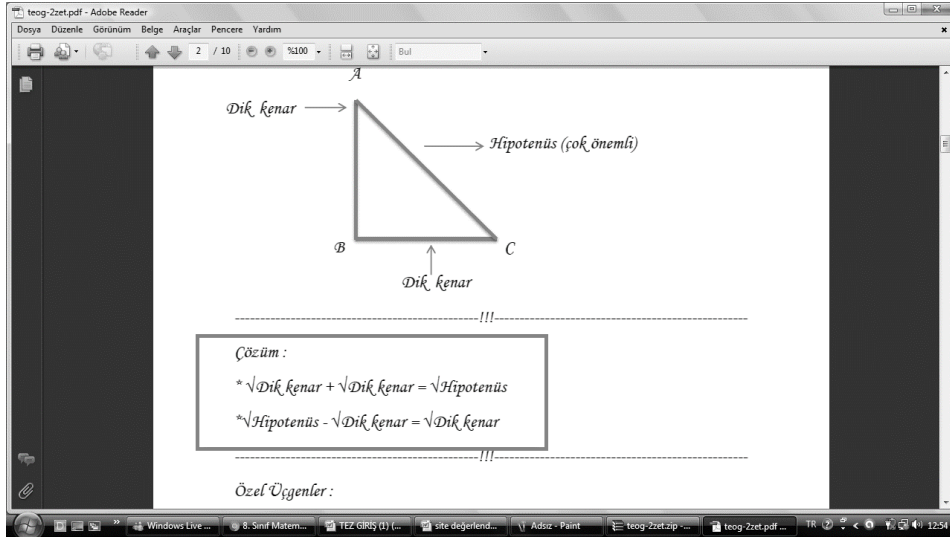 teog-2zet.pdf - Adobe Reader
Dosya Düzenle Görünüm Belge Araçlar Pencere Yardım
2 / 10 %100 Bul
A
Dik kenar
Hipotenüs (çok önemli)
B
C
Dik kenar
--------------------------------------------------!!!--------------------------------------------------
Çözüm :
* √Dik kenar + √Dik kenar = √Hipotenüs
*√Hipotenüs - √Dik kenar = √Dik kenar
--------------------------------------------------!!!--------------------------------------------------
Özel Üçgenler :
Windows Live ... 8. Sınıf Matem... TEZ GİRİŞ (1) (... site değerlend... Adsız - Paint teog-2zet.zip -... teog-2zet.pdf ... TR 12:54